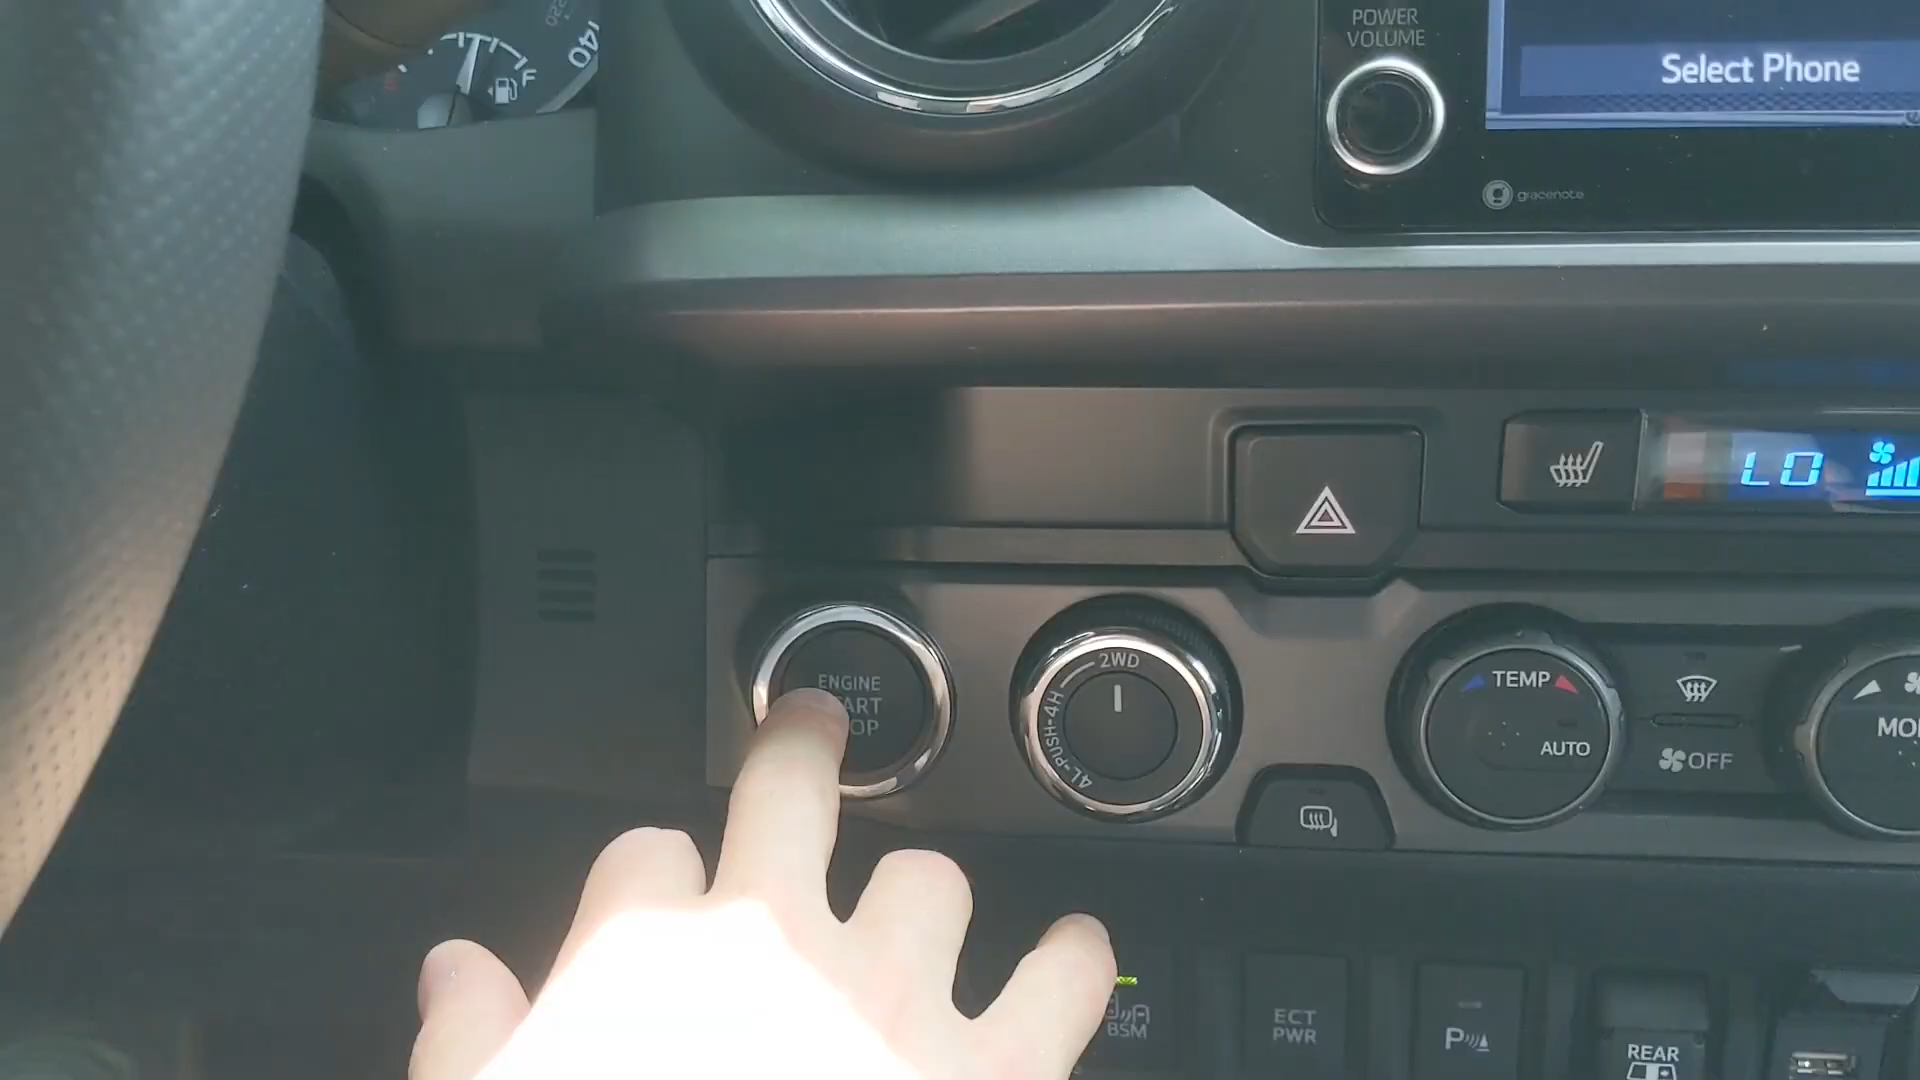 220
140
F
POWER
VOLUME
Select Phone
gracenote
LO
ENGINE
2WD
4L-PUSH-4H
TEMP
AUTO
OFF
BSM
ECT
PWR
P
REAR